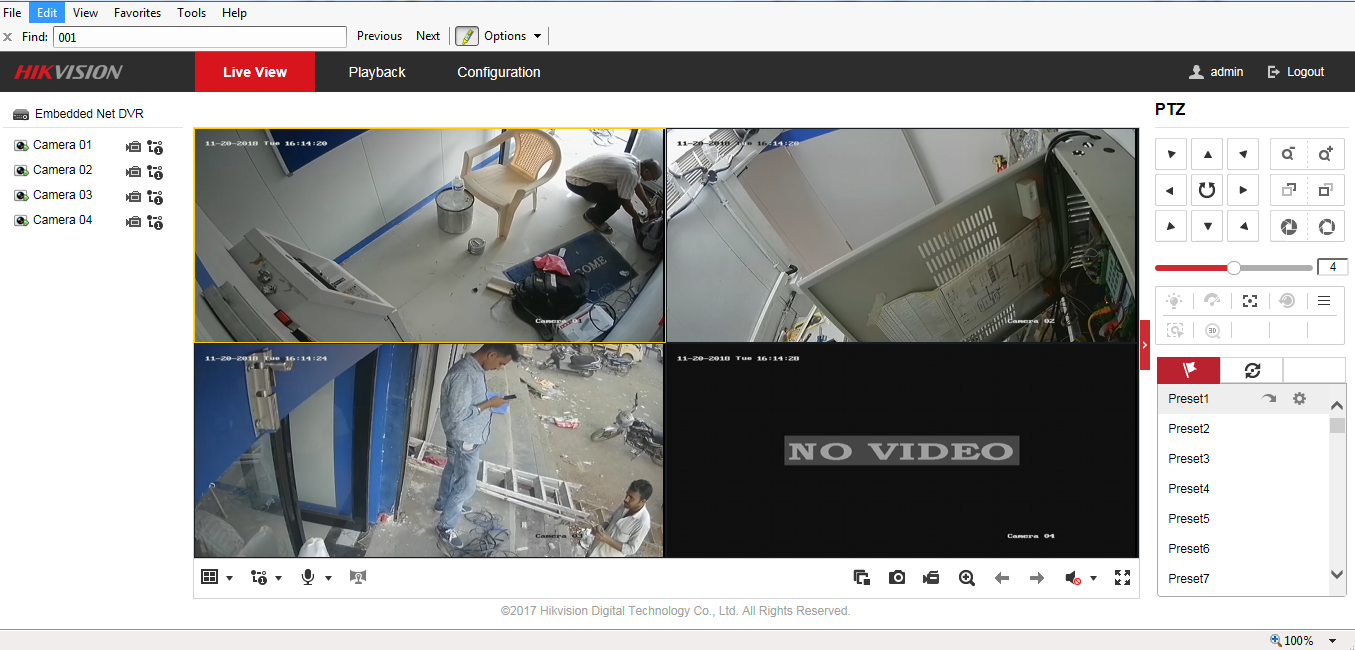 File Edit View Favorites Tools Help
Find: 001 Previous Next Options
HIKVISION Live View Playback Configuration admin Logout
Embedded Net DVR
Camera 01
Camera 02
Camera 03
Camera 04
11-20-2018 Tue 16:14:20
COME
Camera 01
11-20-2018 Tue 16:14:20
Camera 02
11-20-2018 Tue 16:14:24
Camera 03
11-20-2018 Tue 16:14:28
NO VIDEO
Camera 04
PTZ
4
3D
Preset1
Preset2
Preset3
Preset4
Preset5
Preset6
Preset7
©2017 Hikvision Digital Technology Co., Ltd. All Rights Reserved.
100%